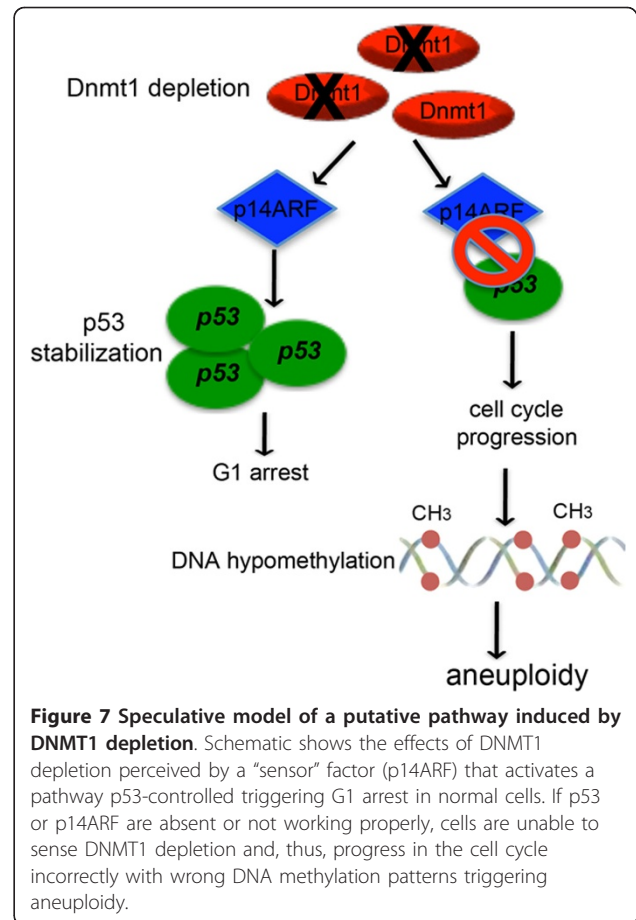 Dnmt1
Dnmt1 depletion
Dnmt1
Dnmt1
p14ARF
p14ARF
p53
stabilization
p53
p53
p53
p53
G1 arrest
cell cycle
progression
CH3
CH3
DNA hypomethylation
aneuploidy
Figure 7 Speculative model of a putative pathway induced by
DNMT1 depletion. Schematic shows the effects of DNMT1
depletion perceived by a “sensor” factor (p14ARF) that activates a
pathway p53-controlled triggering G1 arrest in normal cells. If p53
or p14ARF are absent or not working properly, cells are unable to
sense DNMT1 depletion and, thus, progress in the cell cycle
incorrectly with wrong DNA methylation patterns triggering
aneuploidy.